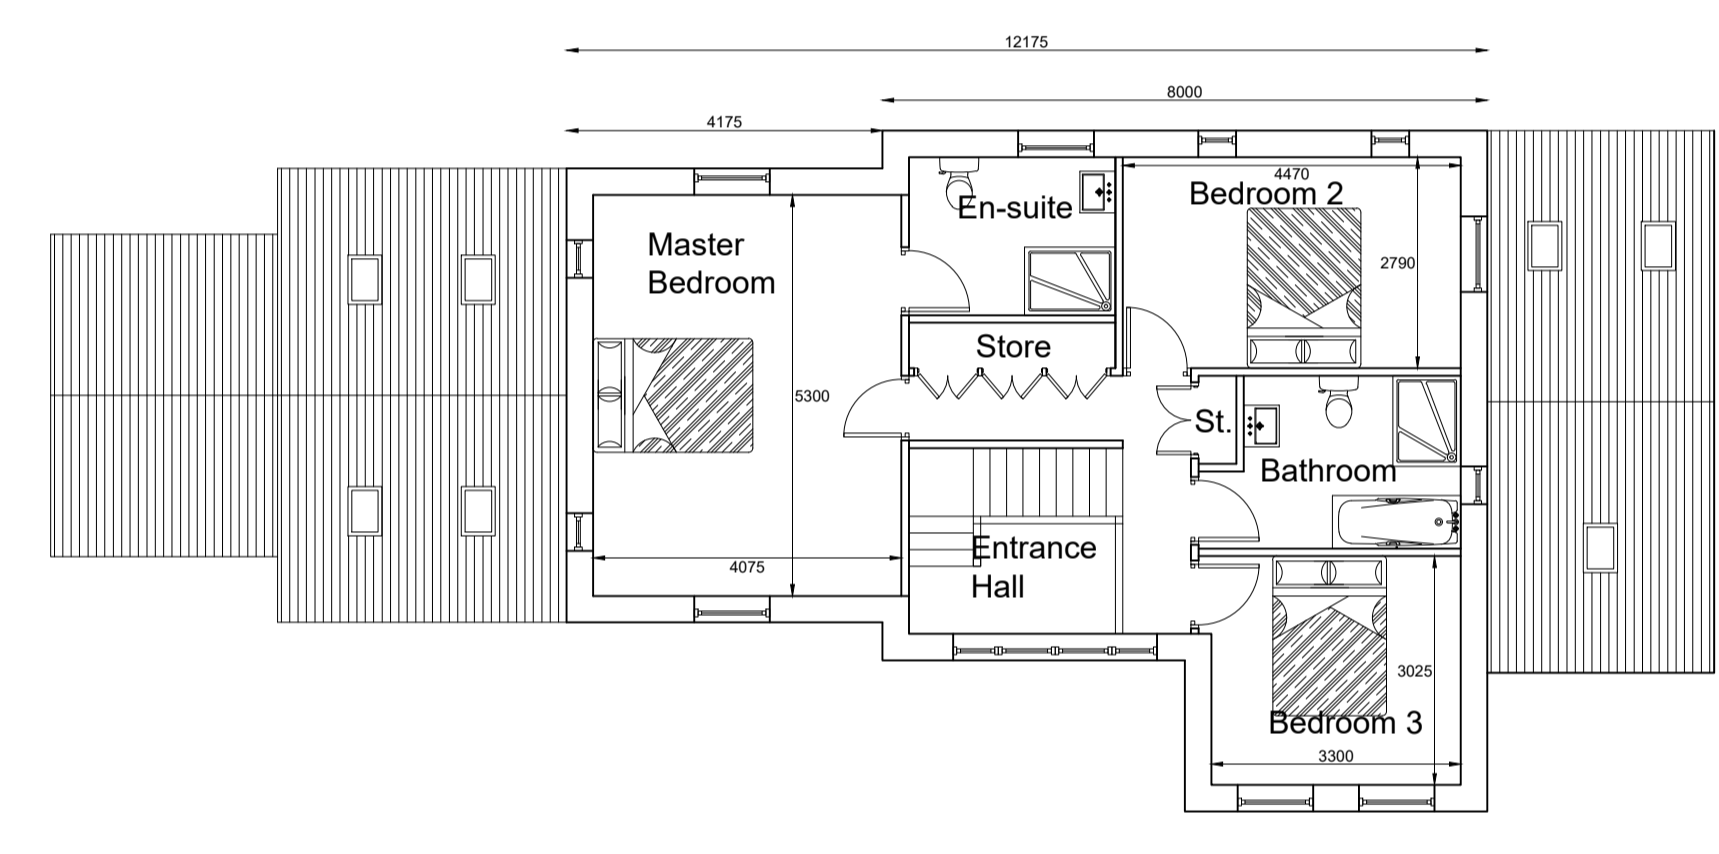 12175
8000
4175
4470
Bedroom 2
En-suite
Master
Bedroom
2790
Store
5300
St.
Bathroom
Entrance
Hall
4075
3025
Bedroom 3
3300